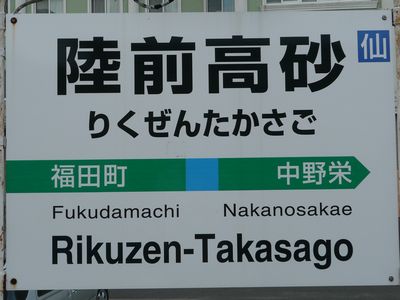 陸前高砂
仙
りくぜんたかさご
福田町 中野栄
Fukudamachi Nakanosakae
Rikuzen-Takasago